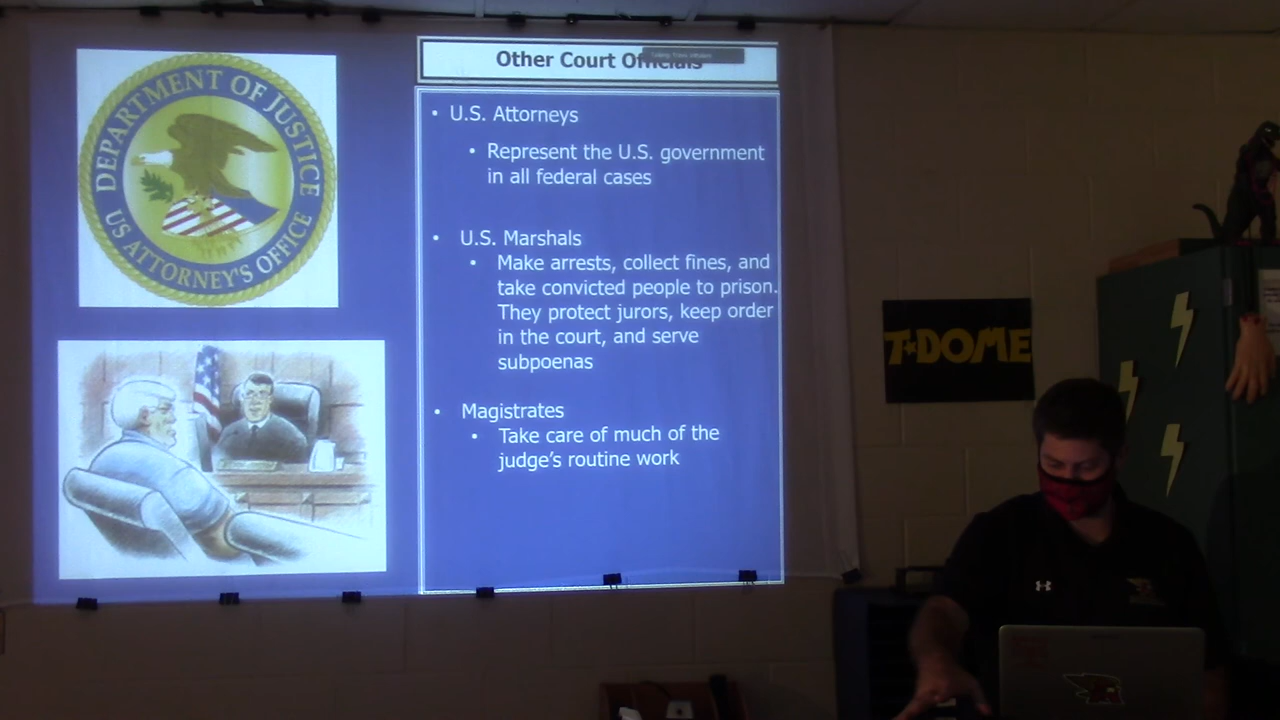 Other Court Officials
DEPARTMENT OF JUSTICE
US ATTORNEY'S OFFICE
• U.S. Attorneys
• Represent the U.S. government
in all federal cases
• U.S. Marshals
• Make arrests, collect fines, and
take convicted people to prison.
They protect jurors, keep order
in the court, and serve
subpoenas
• Magistrates
• Take care of much of the
judge's routine work
T-DOME